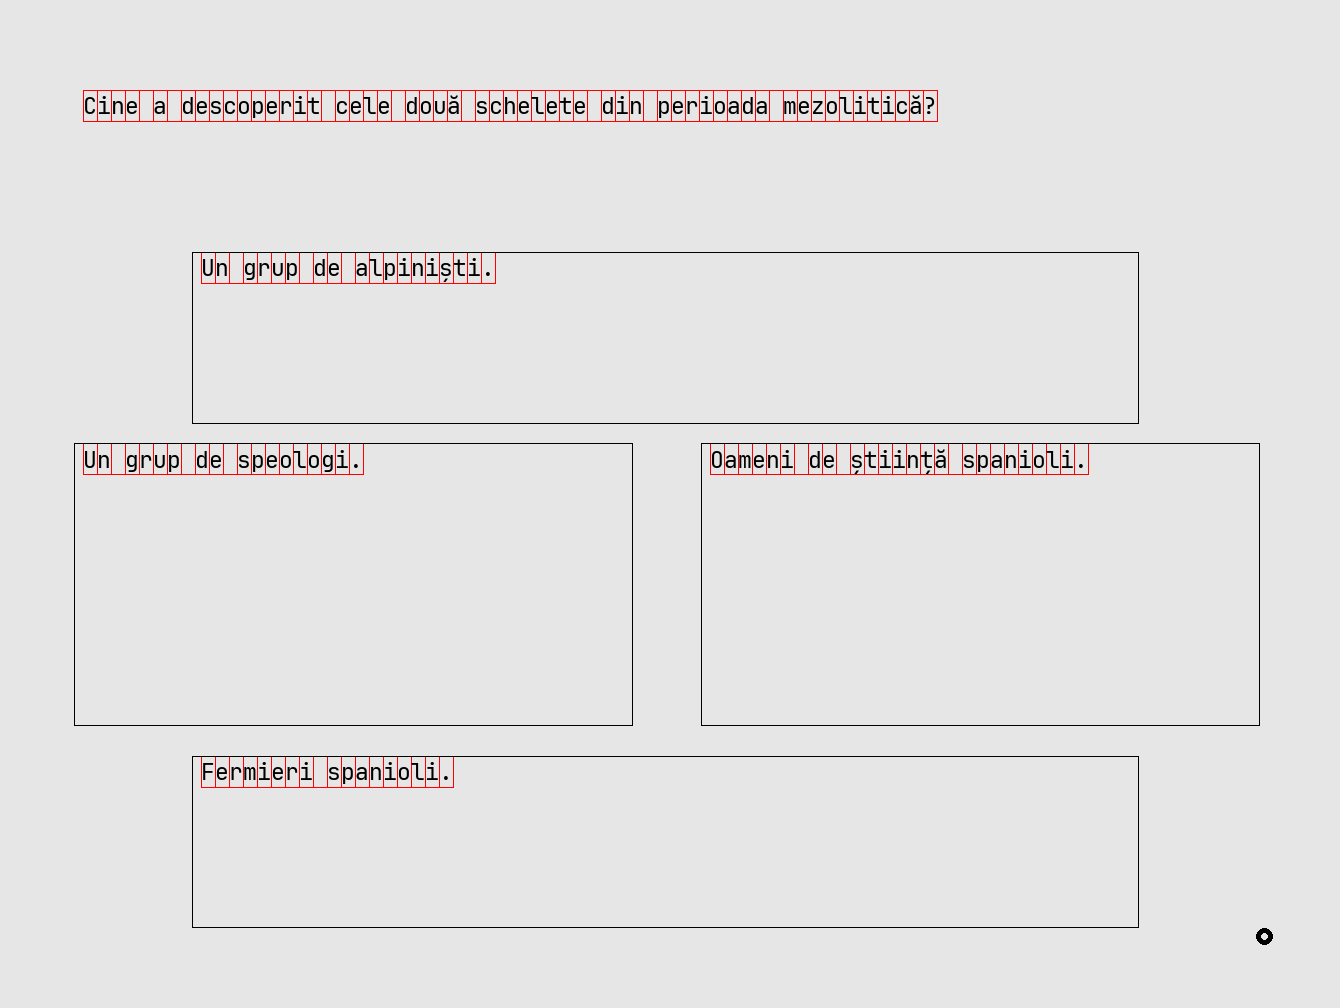 Cine a descoperit cele două schelete din perioada mezolitică?
Un grup de alpiniști.
Un grup de speologi.
Oameni de știință spanioli.
Fermieri spanioli.